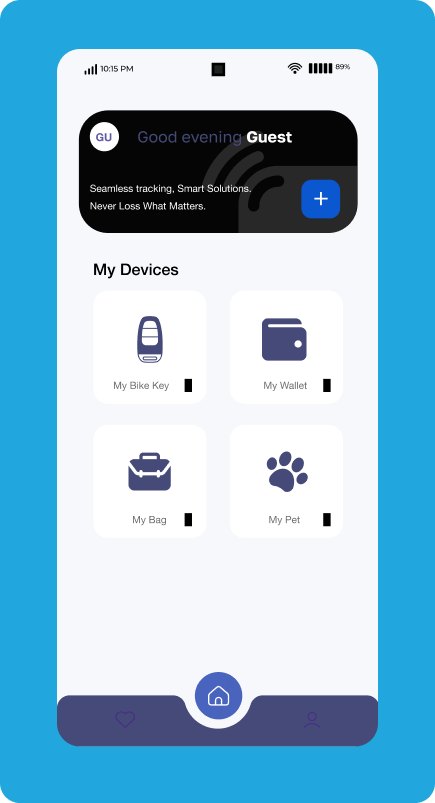 10:15 PM
89%
GU
Good evening Guest
Seamless tracking, Smart Solutions.
Never Loss What Matters.
My Devices
My Bike Key
My Wallet
My Bag
My Pet